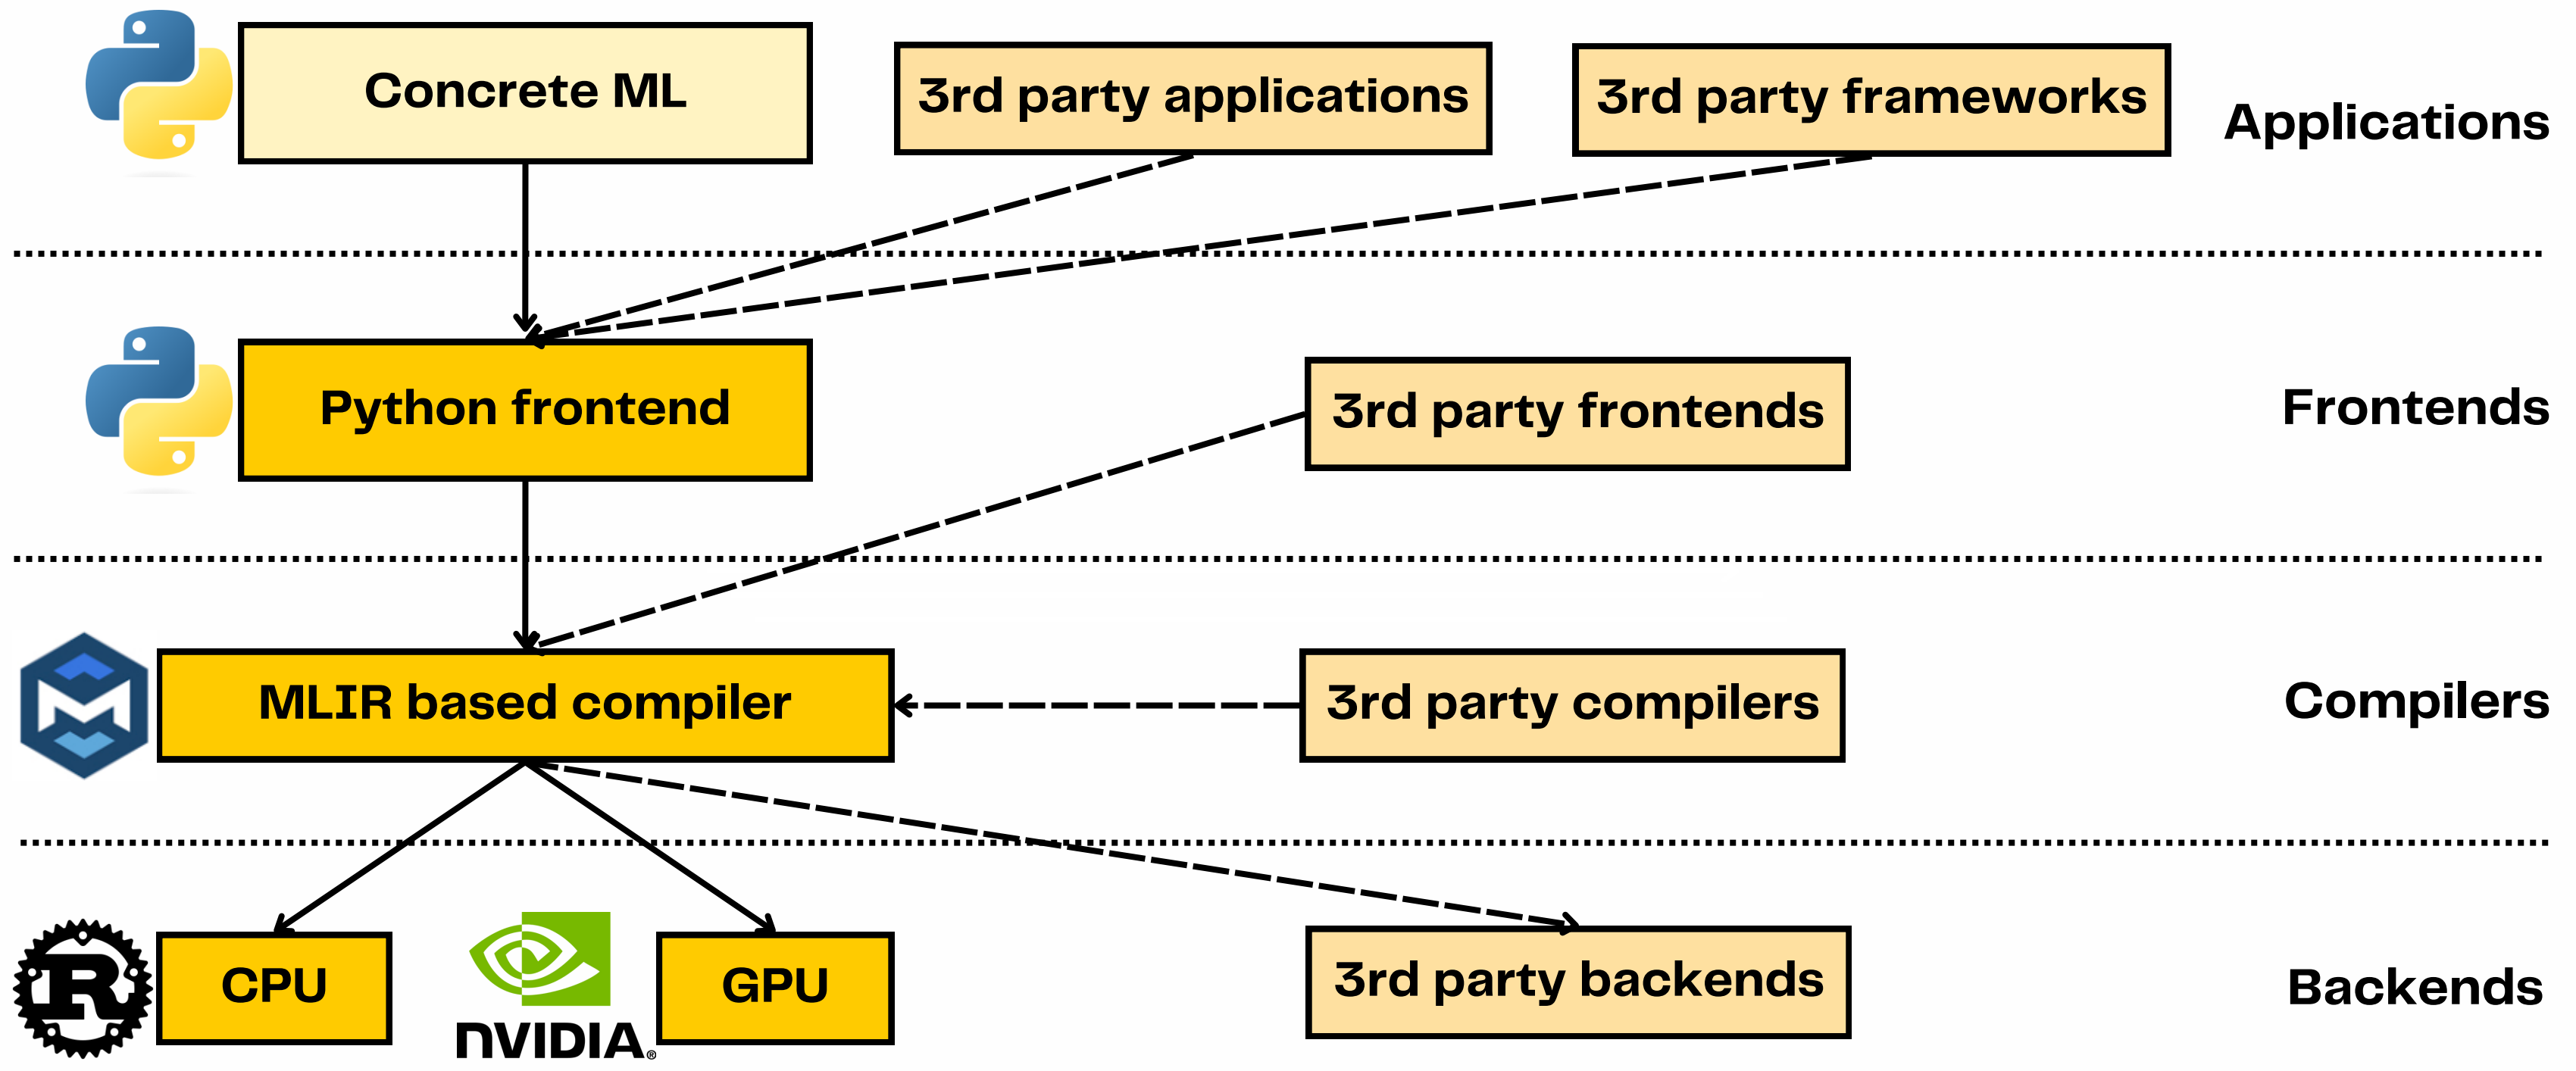 Concrete ML
3rd party applications
3rd party frameworks
Applications
Python frontend
3rd party frontends
Frontends
MLIR based compiler
3rd party compilers
Compilers
R
CPU
NVIDIA®
GPU
3rd party backends
Backends